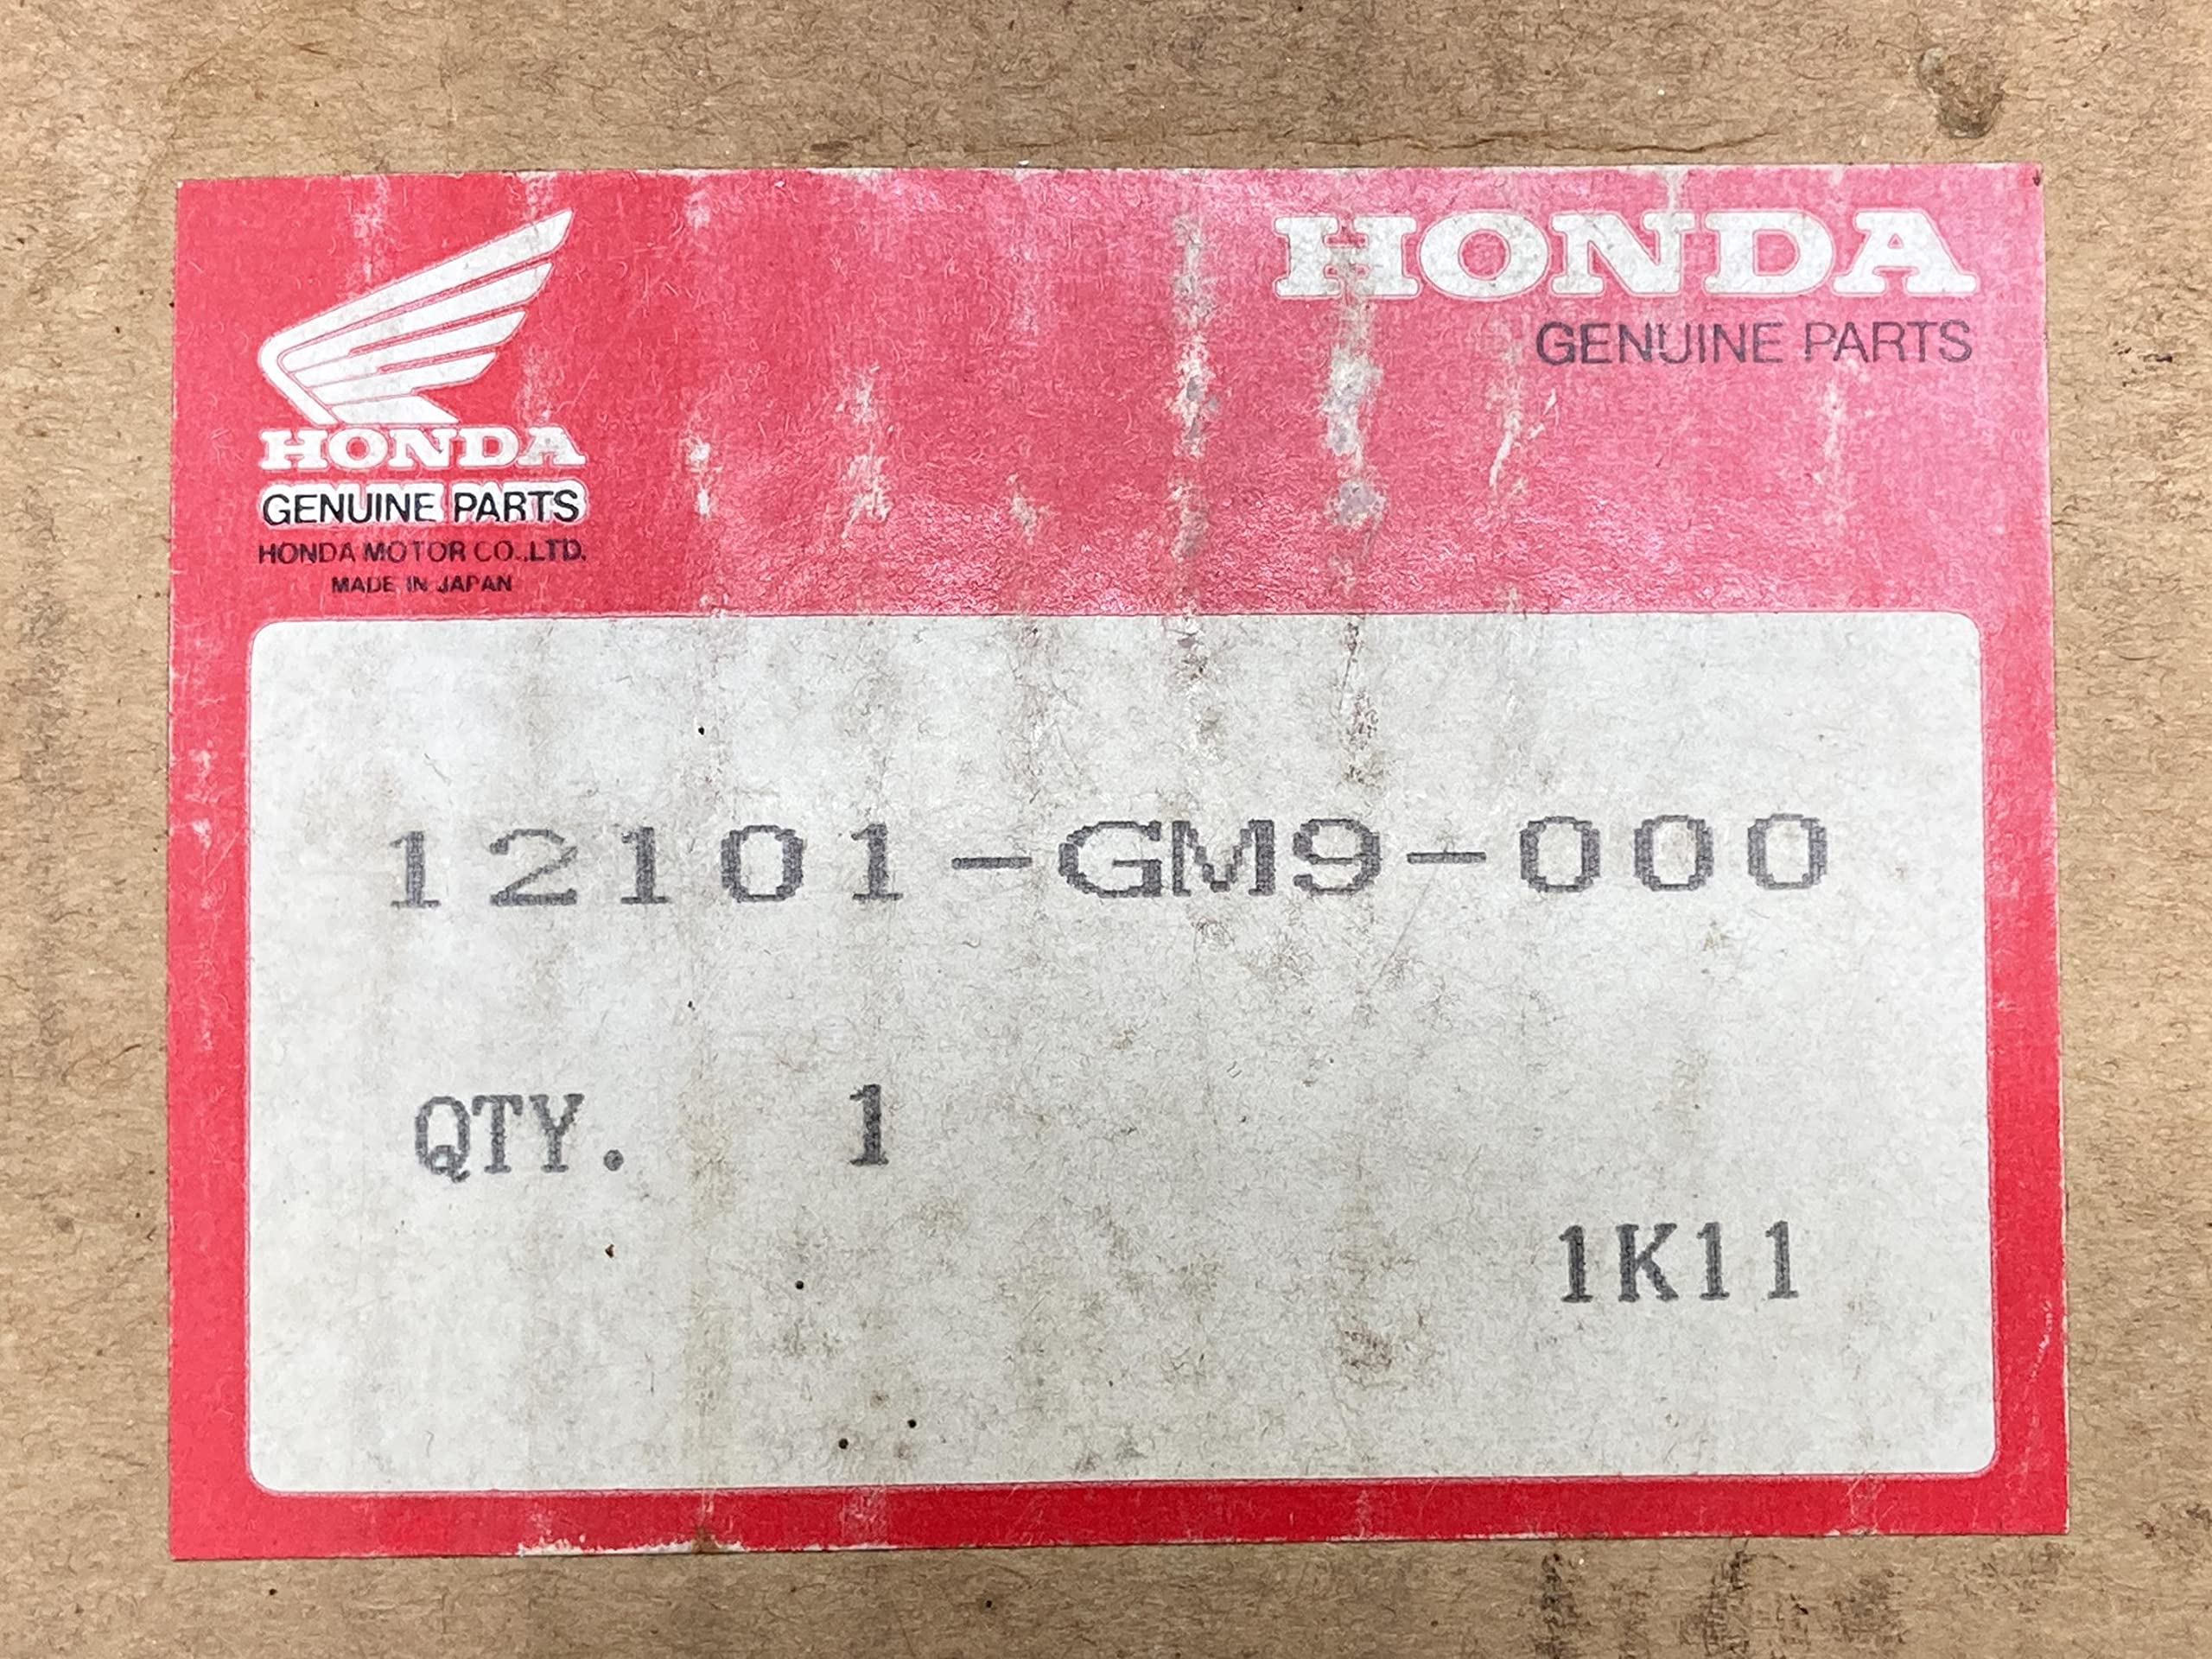 HONDA
GENUINE PARTS
HONDA
GENUINE PARTS
HONDA MOTOR CO.,LTD.
MADE IN JAPAN
12101-GM9-000
QTY. 1
1K11